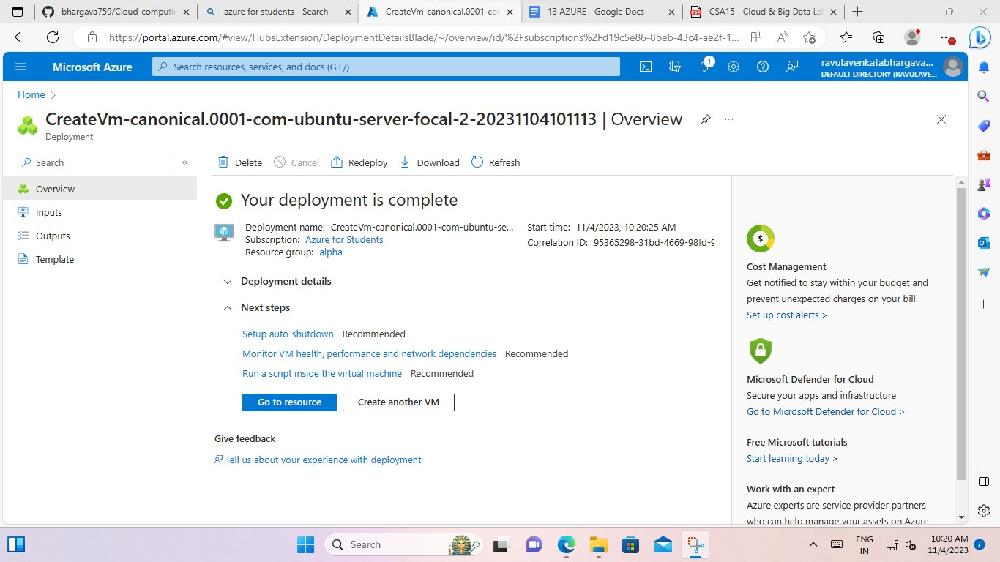 bhargava759/Cloud-computin
azure for students - Search
CreateVm-canonical.0001-com
13 AZURE - Google Docs
CSA15 - Cloud & Big Data Lab
https://portal.azure.com/#view/HubsExtension/DeploymentDetailsBlade/~/overview/id/%2Fsubscriptions%2Fd19c5e86-8beb-43c4-ae2f-1...
Microsoft Azure
Search resources, services, and docs (G+/)
1
ravulavenkatabhargava...
DEFAULT DIRECTORY (RAVULAVE...
Home
CreateVm-canonical.0001-com-ubuntu-server-focal-2-20231104101113 | Overview
Deployment
Search
Delete
Cancel
Redeploy
Download
Refresh
Overview
Inputs
Outputs
Template
Your deployment is complete
Deployment name: CreateVm-canonical.0001-com-ubuntu-se...
Subscription: Azure for Students
Resource group: alpha
Start time: 11/4/2023, 10:20:25 AM
Correlation ID: 95365298-31bd-4669-98fd-9
Deployment details
Next steps
Setup auto-shutdown Recommended
Monitor VM health, performance and network dependencies Recommended
Run a script inside the virtual machine Recommended
Go to resource
Create another VM
Give feedback
Tell us about your experience with deployment
Cost Management
Get notified to stay within your budget and
prevent unexpected charges on your bill.
Set up cost alerts >
Microsoft Defender for Cloud
Secure your apps and infrastructure
Go to Microsoft Defender for Cloud >
Free Microsoft tutorials
Start learning today >
Work with an expert
Azure experts are service provider partners
who can help manage your assets on Azure
Search
ENG
IN
10:20 AM
11/4/2023
7